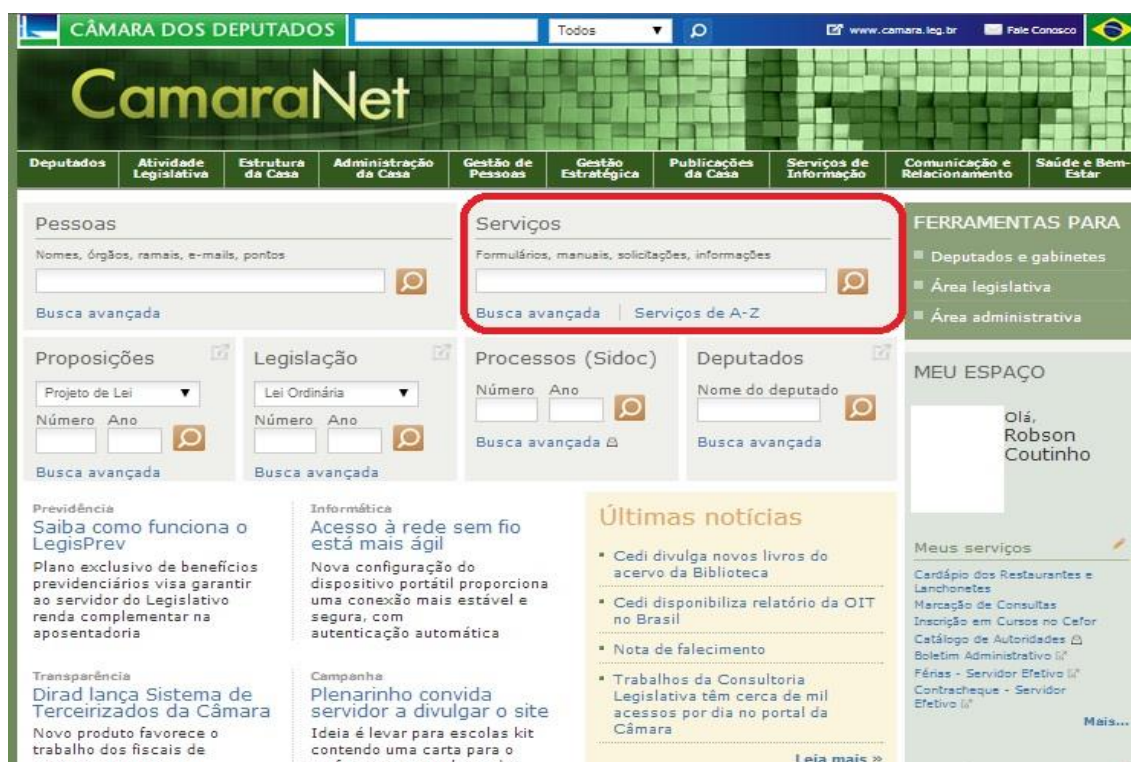 CÂMARA DOS DEPUTADOS
Todos
www.camara.leg.br
Fale Conosco
CamaraNet
Deputados
Atividade
Legislativa
Estrutura
da Casa
Administração
da Casa
Gestão de
Pessoas
Gestão
Estratégica
Publicações
da Casa
Serviços de
Informação
Comunicação e
Relacionamento
Saúde e Bem-
Estar
Pessoas
Nomes, órgãos, ramais, e-mails, pontos
Busca avançada
Serviços
Formulários, manuais, solicitações, informações
Busca avançada | Serviços de A-Z
FERRAMENTAS PARA
Deputados e gabinetes
Área legislativa
Área administrativa
Proposições
Projeto de Lei
Número Ano
Busca avançada
Legislação
Lei Ordinária
Número Ano
Busca avançada
Processos (Sidoc)
Número Ano
Busca avançada
Deputados
Nome do deputado
Busca avançada
MEU ESPAÇO
Olá,
Robson
Coutinho
Meus serviços
Cardápio dos Restaurantes e
Lanchonetes
Marcação de Consultas
Inscrição em Cursos no Cefor
Catálogo de Autoridades
Boletim Administrativo
Férias - Servidor Efetivo
Contracheque - Servidor
Efetivo
Mais...
Previdência
Saiba como funciona o
LegisPrev
Plano exclusivo de benefícios
previdenciários visa garantir
ao servidor do Legislativo
renda complementar na
aposentadoria
Informática
Acesso à rede sem fio
está mais ágil
Nova configuração do
dispositivo portátil proporciona
uma conexão mais estável e
segura, com
autenticação automática
Últimas notícias
Cedi divulga novos livros do
acervo da Biblioteca
Cedi disponibiliza relatório da OIT
no Brasil
Nota de falecimento
Trabalhos da Consultoria
Legislativa têm cerca de mil
acessos por dia no portal da
Câmara
Leia mais »
Transparência
Dirad lança Sistema de
Terceirizados da Câmara
Novo produto favorece o
trabalho dos fiscais de
Campanha
Plenarinho convida
servidor a divulgar o site
Ideia é levar para escolas kit
contendo uma carta para o